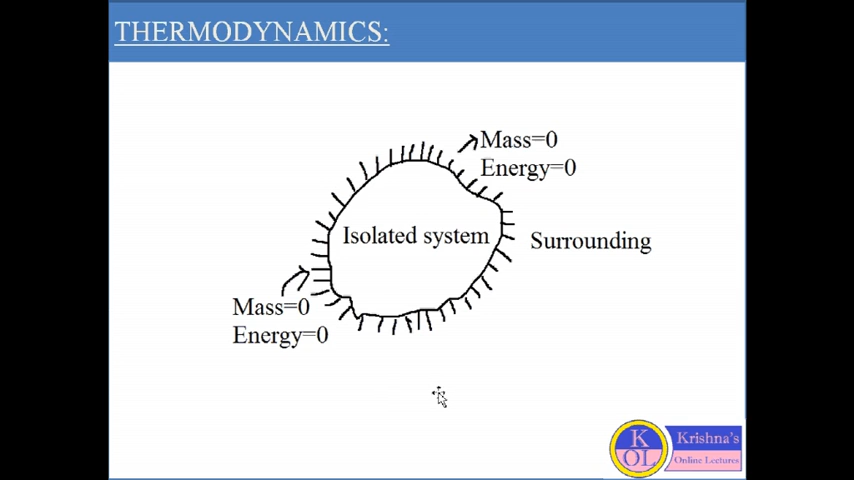 THERMODYNAMICS:
Mass=0
Energy=0
Isolated system
Surrounding
Mass=0
Energy=0
K
OL
Krishna's
Online Lectures